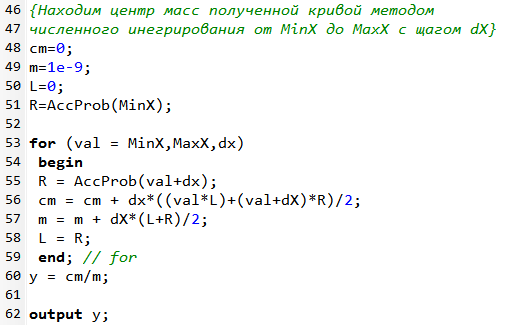 46 {Находим центр масс полученной кривой методом
47 численного инегрирования от MinX до MaxX с щагом dX}
48 cm=0;
49 m=1e-9;
50 L=0;
51 R=AccProb(MinX);
52
53 for (val = MinX,MaxX,dx)
54 begin
55 R = AccProb(val+dx);
56 cm = cm + dx*((val*L)+(val+dX)*R)/2;
57 m = m + dX*(L+R)/2;
58 L = R;
59 end; // for
60 y = cm/m;
61
62 output y;